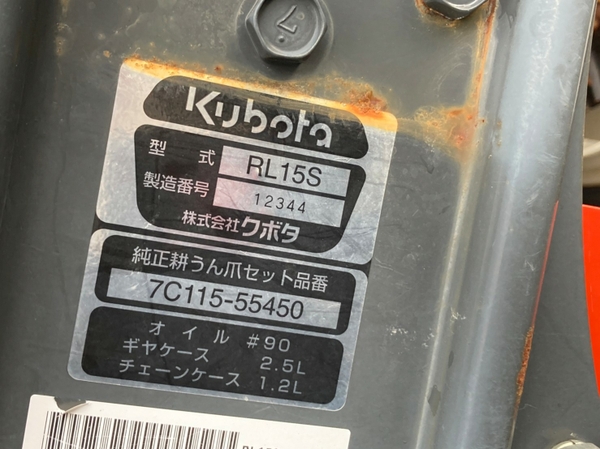 7
Kubota
型式 RL15S
製造番号 12344
株式会社クボタ
純正耕うん爪セット品番
7C115-55450
オイル #90
ギヤケース 2.5L
チェーンケース 1.2L